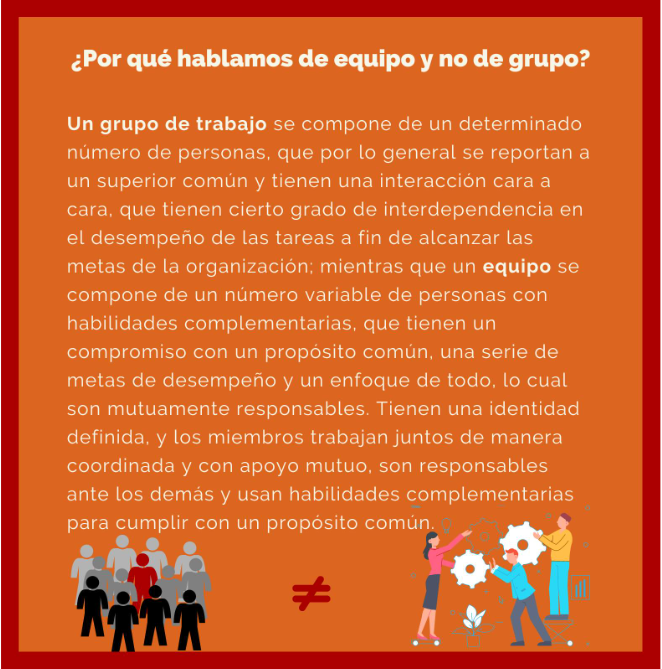 ¿Por qué hablamos de equipo y no de grupo?
Un grupo de trabajo se compone de un determinado
número de personas, que por lo general se reportan a
un superior común y tienen una interacción cara a
cara, que tienen cierto grado de interdependencia en
el desempeño de las tareas a fin de alcanzar las
metas de la organización; mientras que un equipo se
compone de un número variable de personas con
habilidades complementarias, que tienen un
compromiso con un propósito común, una serie de
metas de desempeño y un enfoque de todo, lo cual
son mutuamente responsables. Tienen una identidad
definida, y los miembros trabajan juntos de manera
coordinada y con apoyo mutuo, son responsables
ante los demás y usan habilidades complementarias
para cumplir con un propósito común.
≠